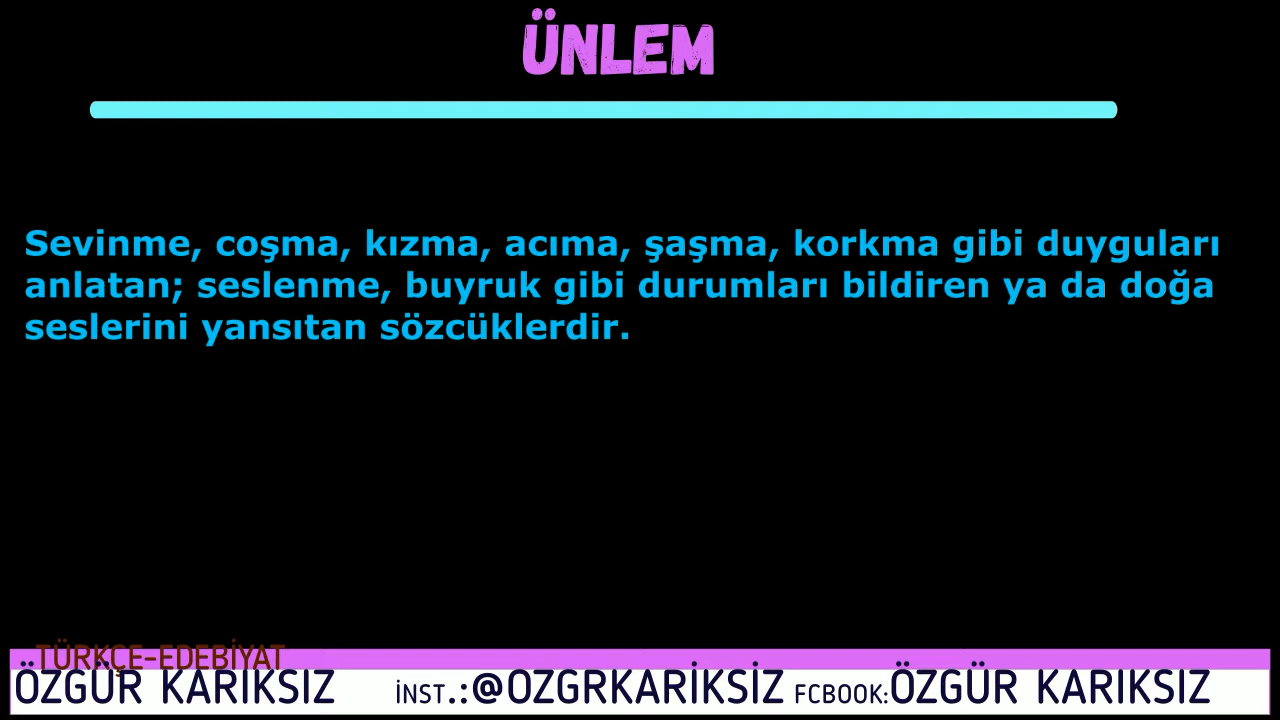 ÜNLEM
Sevinme, coşma, kızma, acıma, şaşma, korkma gibi duyguları
anlatan; seslenme, buyruk gibi durumları bildiren ya da doğa
seslerini yansıtan sözcüklerdir.
TÜRKÇE-EDEBİYAT
ÖZGÜR KARIKSIZ İNST.:@OZGRKARİKSİZ FCBOOK:ÖZGÜR KARIKSIZ